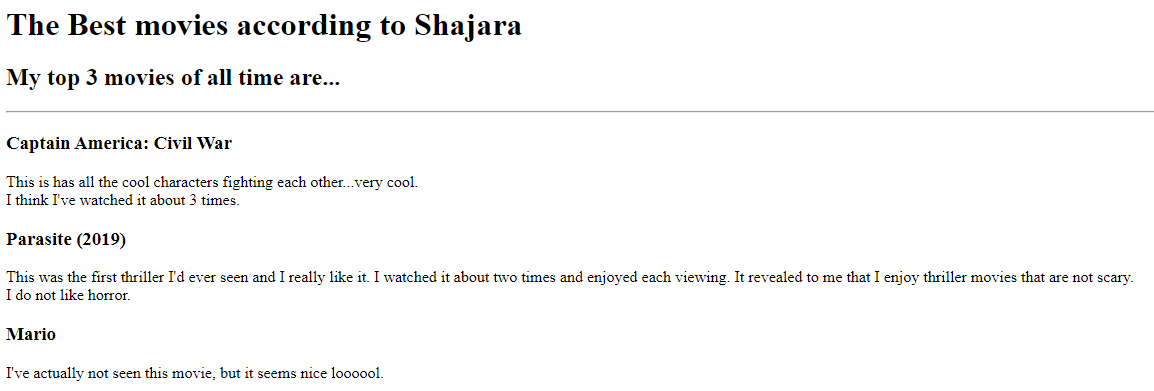 The Best movies according to Shajara
My top 3 movies of all time are...
Captain America: Civil War
This is has all the cool characters fighting each other...very cool.
I think I've watched it about 3 times.
Parasite (2019)
This was the first thriller I'd ever seen and I really like it. I watched it about two times and enjoyed each viewing. It revealed to me that I enjoy thriller movies that are not scary.
I do not like horror.
Mario
I've actually not seen this movie, but it seems nice loooool.